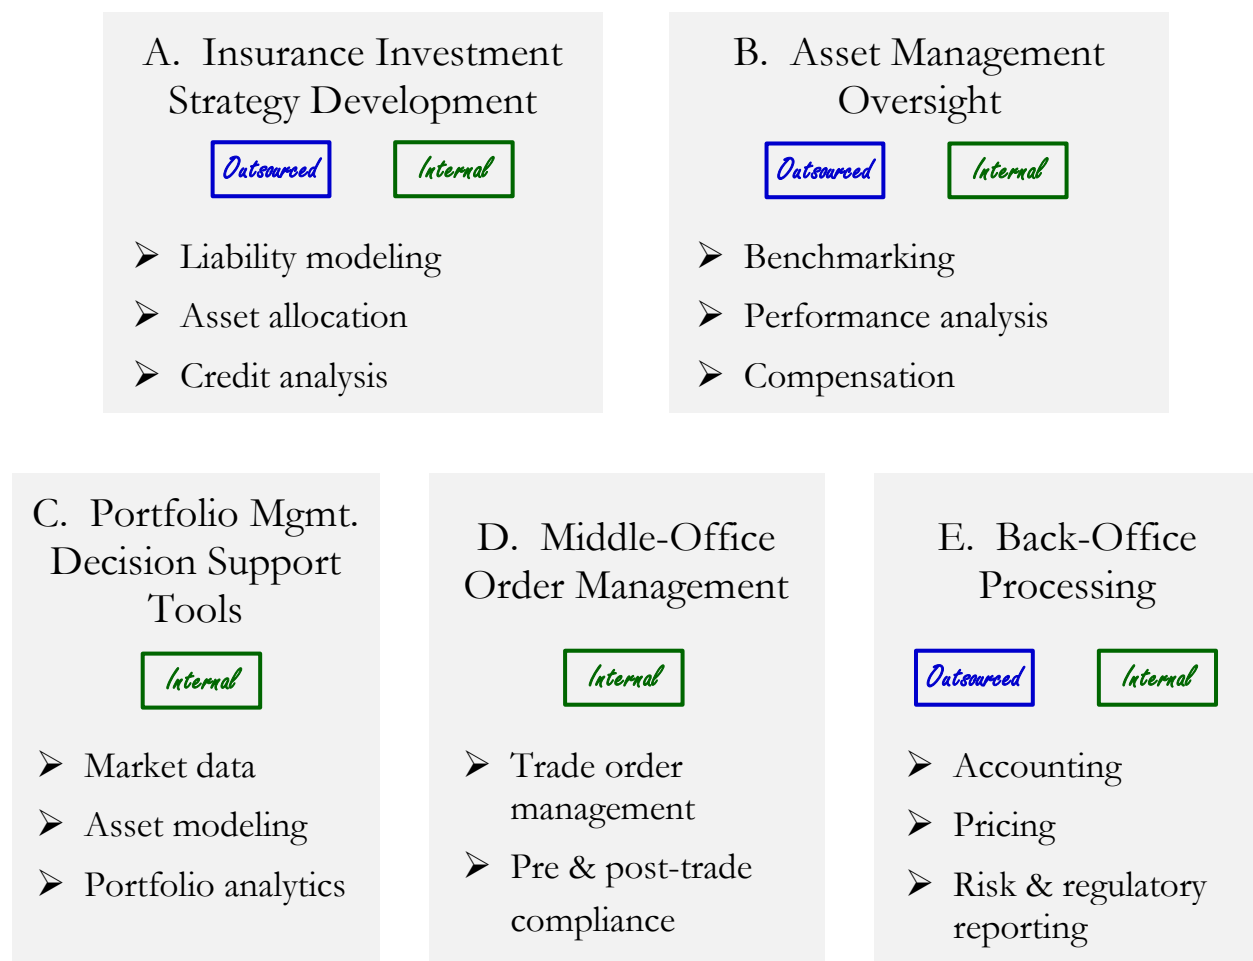 A. Insurance Investment
Strategy Development
Outsourced Internal
➢ Liability modeling
➢ Asset allocation
➢ Credit analysis
B. Asset Management
Oversight
Outsourced Internal
➢ Benchmarking
➢ Performance analysis
➢ Compensation
C. Portfolio Mgmt.
Decision Support
Tools
Internal
➢ Market data
➢ Asset modeling
➢ Portfolio analytics
D. Middle-Office
Order Management
Internal
➢ Trade order
management
➢ Pre & post-trade
compliance
E. Back-Office
Processing
Outsourced Internal
➢ Accounting
➢ Pricing
➢ Risk & regulatory
reporting